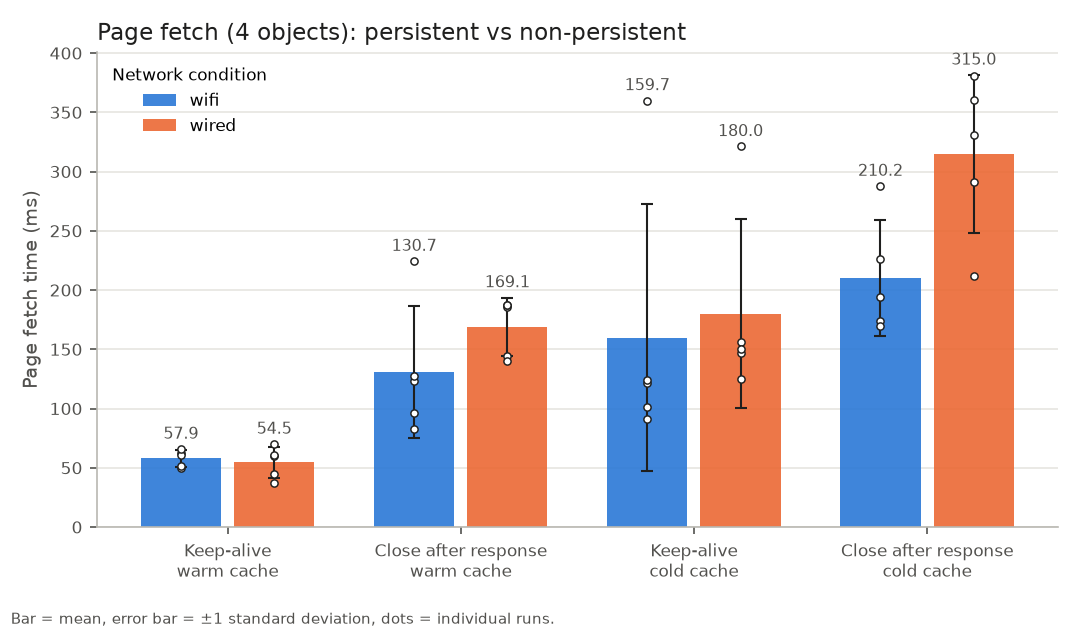 Page fetch (4 objects): persistent vs non-persistent
Network condition
wifi
wired
Page fetch time (ms)
400
350
300
250
200
150
100
50
0
57.9
54.5
130.7
169.1
159.7
180.0
210.2
315.0
Keep-alive
warm cache
Close after response
warm cache
Keep-alive
cold cache
Close after response
cold cache
Bar = mean, error bar = ±1 standard deviation, dots = individual runs.